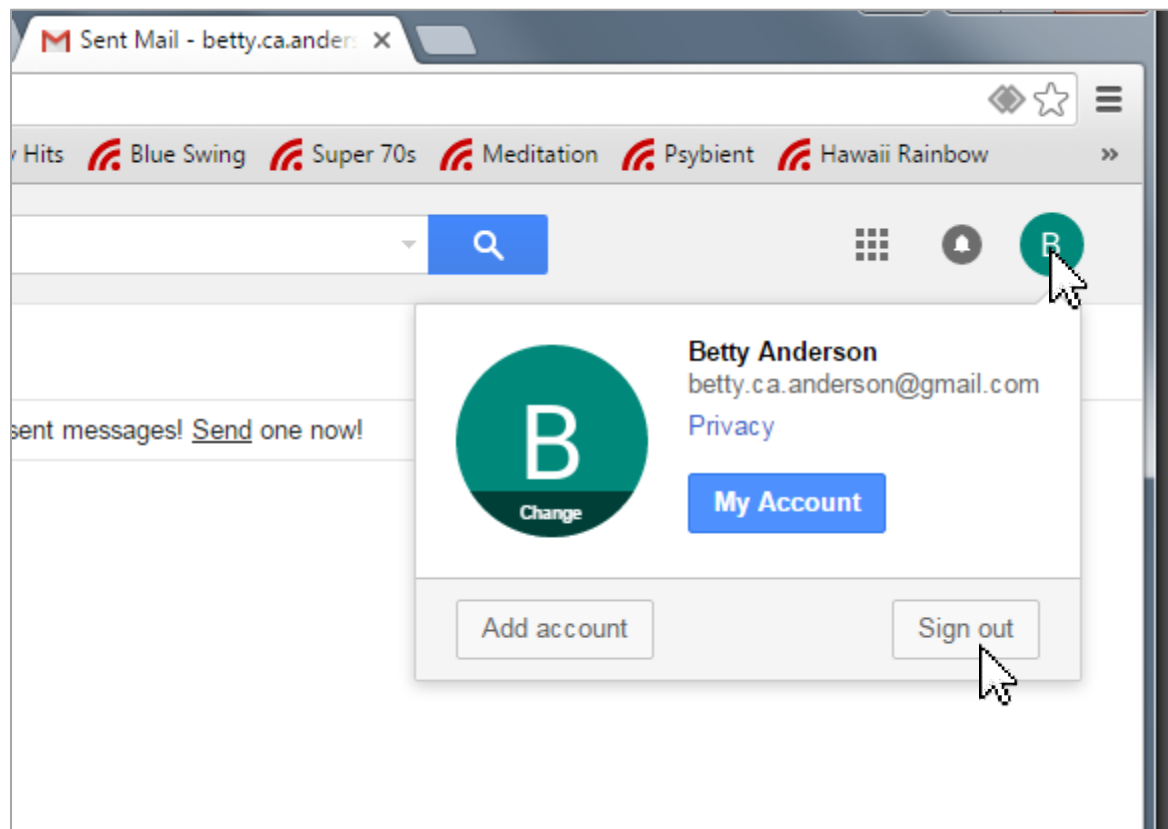 Sent Mail - betty.ca.ander
Hits Blue Swing Super 70s Meditation Psybient Hawaii Rainbow »
B
Betty Anderson
betty.ca.anderson@gmail.com
Privacy
B
Change
My Account
sent messages! Send one now!
Add account Sign out